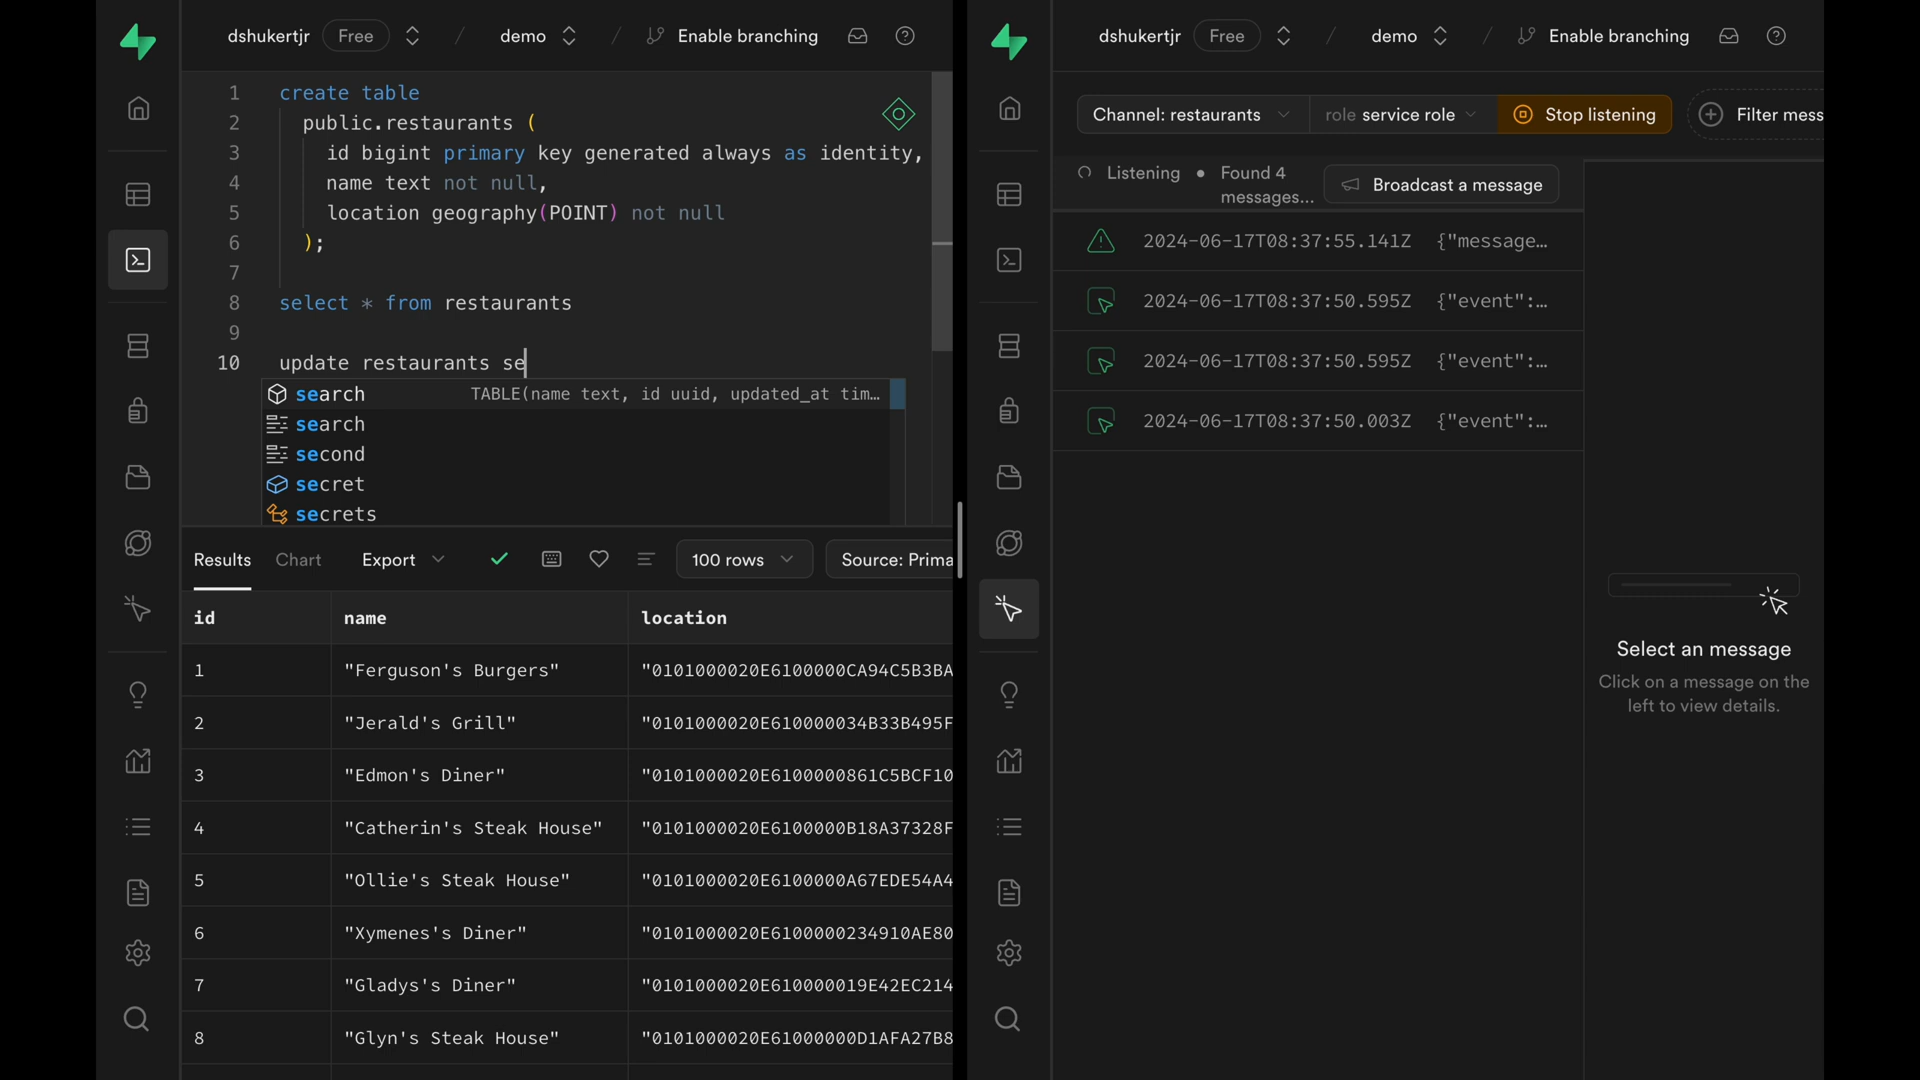 dshukertjr Free / demo / Enable branching
1 create table
2 public.restaurants (
3 id bigint primary key generated always as identity,
4 name text not null,
5 location geography(POINT) not null
6 );
7
8 select * from restaurants
9
10 update restaurants se
search TABLE(name text, id uuid, updated_at tim…
search
second
secret
secrets
Results Chart Export 100 rows Source: Prima
id name location
1 "Ferguson's Burgers" "0101000020E6100000CA94C5B3BA
2 "Jerald's Grill" "0101000020E610000034B33B495F
3 "Edmon's Diner" "0101000020E6100000861C5BCF10
4 "Catherin's Steak House" "0101000020E6100000B18A37328F
5 "Ollie's Steak House" "0101000020E6100000A67EDE54A4
6 "Xymenes's Diner" "0101000020E6100000234910AE80
7 "Gladys's Diner" "0101000020E610000019E42EC214
8 "Glyn's Steak House" "0101000020E6100000D1AFA27B8
dshukertjr Free / demo / Enable branching
Channel: restaurants role service role Stop listening Filter mess
Listening • Found 4
messages... Broadcast a message
2024-06-17T08:37:55.141Z {"message…
2024-06-17T08:37:50.595Z {"event":…
2024-06-17T08:37:50.595Z {"event":…
2024-06-17T08:37:50.003Z {"event":…
Select an message
Click on a message on the
left to view details.